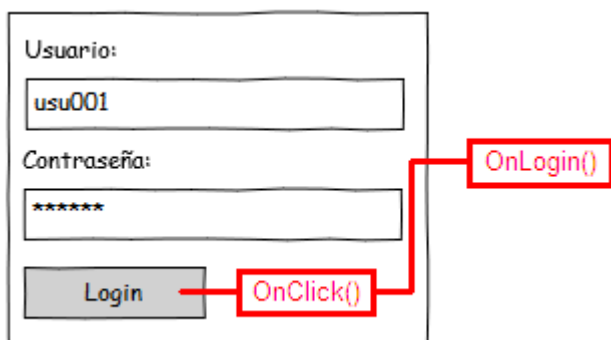 Usuario:
usu001
Contraseña:
OnLogin()
******
Login
OnClick()